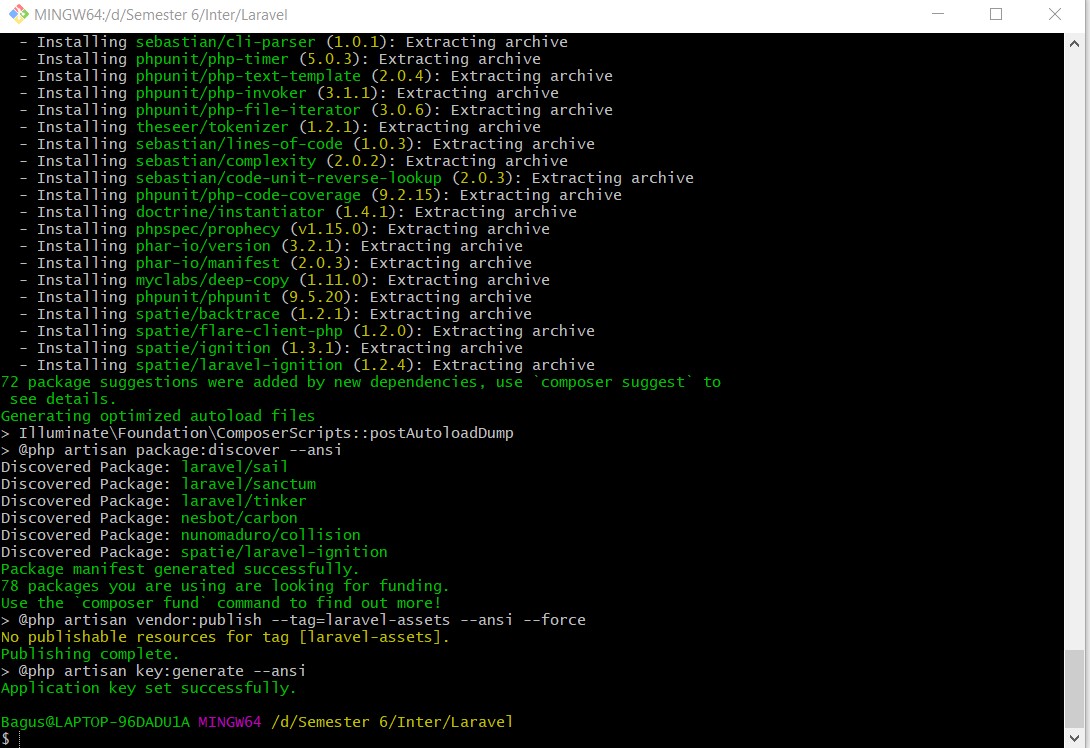 MINGW64:/d/Semester 6/Inter/Laravel
- Installing sebastian/cli-parser (1.0.1): Extracting archive
- Installing phpunit/php-timer (5.0.3): Extracting archive
- Installing phpunit/php-text-template (2.0.4): Extracting archive
- Installing phpunit/php-invoker (3.1.1): Extracting archive
- Installing phpunit/php-file-iterator (3.0.6): Extracting archive
- Installing theseer/tokenizer (1.2.1): Extracting archive
- Installing sebastian/lines-of-code (1.0.3): Extracting archive
- Installing sebastian/complexity (2.0.2): Extracting archive
- Installing sebastian/code-unit-reverse-lookup (2.0.3): Extracting archive
- Installing phpunit/php-code-coverage (9.2.15): Extracting archive
- Installing doctrine/instantiator (1.4.1): Extracting archive
- Installing phpspec/prophecy (v1.15.0): Extracting archive
- Installing phar-io/version (3.2.1): Extracting archive
- Installing phar-io/manifest (2.0.3): Extracting archive
- Installing myclabs/deep-copy (1.11.0): Extracting archive
- Installing phpunit/phpunit (9.5.20): Extracting archive
- Installing spatie/backtrace (1.2.1): Extracting archive
- Installing spatie/flare-client-php (1.2.0): Extracting archive
- Installing spatie/ignition (1.3.1): Extracting archive
- Installing spatie/laravel-ignition (1.2.4): Extracting archive
72 package suggestions were added by new dependencies, use `composer suggest` to
see details.
Generating optimized autoload files
> Illuminate\Foundation\ComposerScripts::postAutoloadDump
> @php artisan package:discover --ansi
Discovered Package: laravel/sail
Discovered Package: laravel/sanctum
Discovered Package: laravel/tinker
Discovered Package: nesbot/carbon
Discovered Package: nunomaduro/collision
Discovered Package: spatie/laravel-ignition
Package manifest generated successfully.
78 packages you are using are looking for funding.
Use the `composer fund` command to find out more!
> @php artisan vendor:publish --tag=laravel-assets --ansi --force
No publishable resources for tag [laravel-assets].
Publishing complete.
> @php artisan key:generate --ansi
Application key set successfully.
Bagus@LAPTOP-96DADU1A MINGW64 /d/Semester 6/Inter/Laravel
$